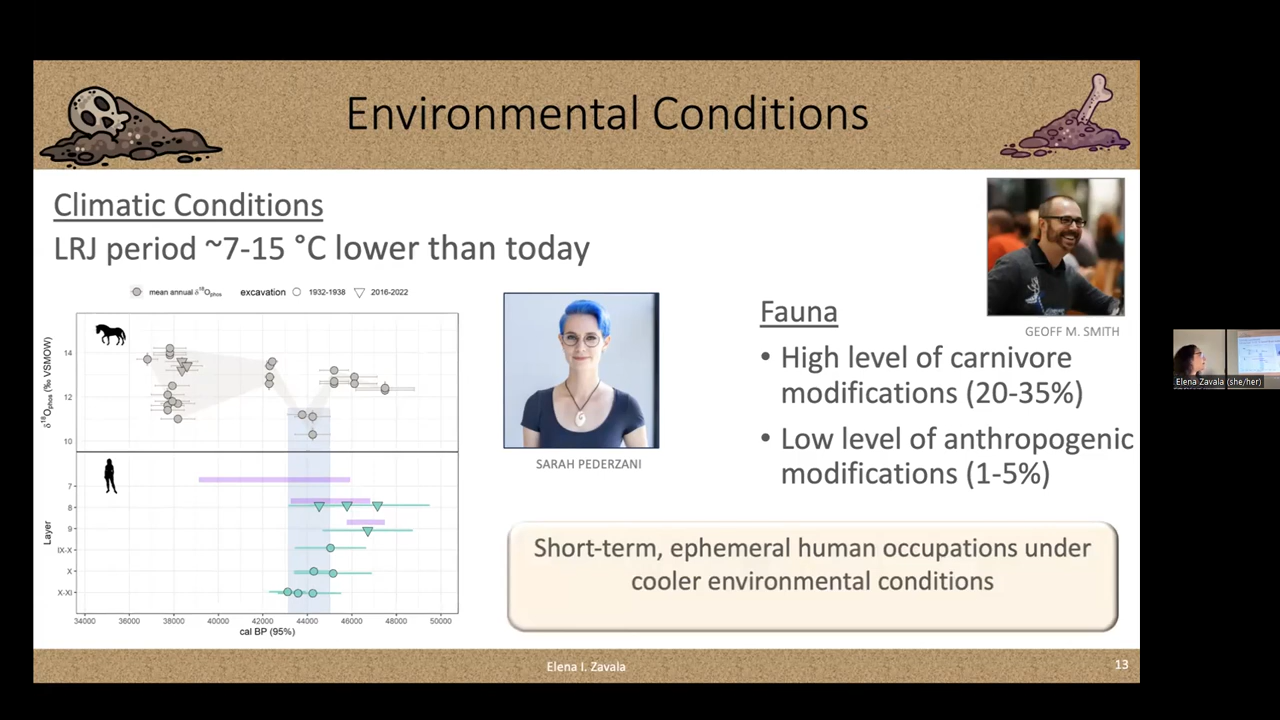 Environmental Conditions
Climatic Conditions
LRJ period ~7-15 °C lower than today
mean annual δ¹⁸Ophos excavation 1932-1938 2016-2022
δ¹⁸Ophos (‰ VSMOW)
14
12
10
Layer
7
8
9
IX-X
X
X-XI
34000 36000 38000 40000 42000 44000 46000 48000 50000
cal BP (95%)
SARAH PEDERZANI
GEOFF M. SMITH
Fauna
• High level of carnivore
modifications (20-35%)
• Low level of anthropogenic
modifications (1-5%)
Short-term, ephemeral human occupations under
cooler environmental conditions
Elena I. Zavala
13
Elena Zavala (she/her)